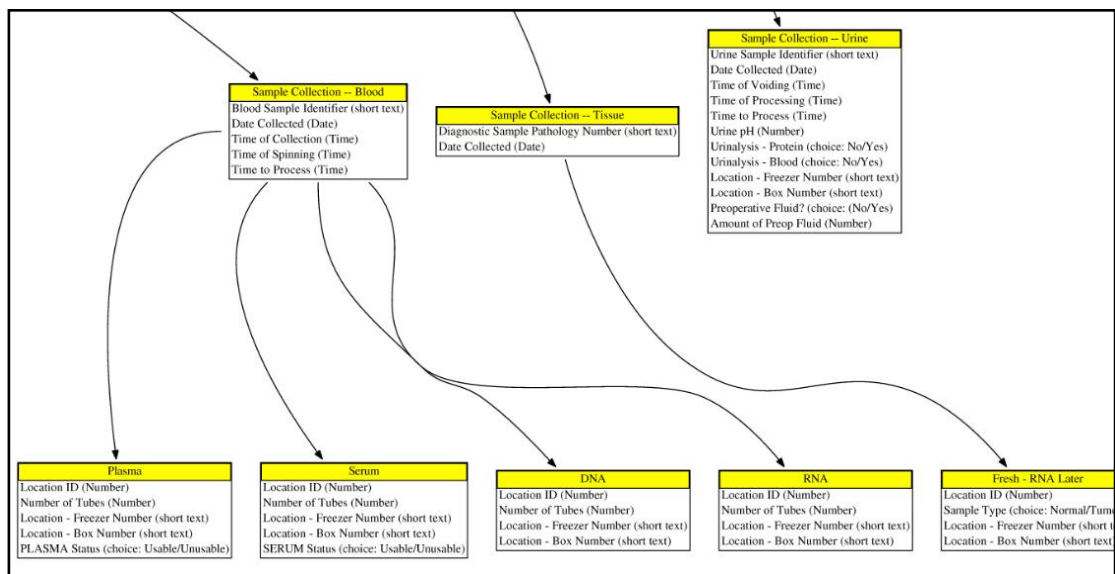 Sample Collection -- Urine
Urine Sample Identifier (short text)
Date Collected (Date)
Time of Voiding (Time)
Time of Processing (Time)
Time to Process (Time)
Urine pH (Number)
Urinalysis - Protein (choice: No/Yes)
Urinalysis - Blood (choice: No/Yes)
Location - Freezer Number (short text)
Location - Box Number (short text)
Preoperative Fluid? (choice: (No/Yes)
Amount of Preop Fluid (Number)
Sample Collection -- Blood
Blood Sample Identifier (short text)
Date Collected (Date)
Time of Collection (Time)
Time of Spinning (Time)
Time to Process (Time)
Sample Collection -- Tissue
Diagnostic Sample Pathology Number (short text)
Date Collected (Date)
Plasma
Location ID (Number)
Number of Tubes (Number)
Location - Freezer Number (short text)
Location - Box Number (short text)
PLASMA Status (choice: Usable/Unusable)
Serum
Location ID (Number)
Number of Tubes (Number)
Location - Freezer Number (short text)
Location - Box Number (short text)
SERUM Status (choice: Usable/Unusable)
DNA
Location ID (Number)
Number of Tubes (Number)
Location - Freezer Number (short text)
Location - Box Number (short text)
RNA
Location ID (Number)
Number of Tubes (Number)
Location - Freezer Number (short text)
Location - Box Number (short text)
Fresh - RNA Later
Location ID (Number)
Sample Type (choice: Normal/Tumo
Location - Freezer Number (short t
Location - Box Number (short text)